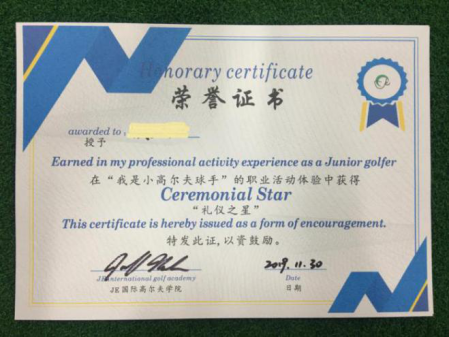 Honorary certificate
荣誉证书
awarded to
授予
Earned in my professional activity experience as a Junior golfer
在“我是小高尔夫球手”的职业活动体验中获得
Ceremonial Star
“礼仪之星”
This certificate is hereby issued as a form of encouragement.
特发此证,以资鼓励。
2019.11.30
JE international golf academy
Date
JE国际高尔夫学院
日期